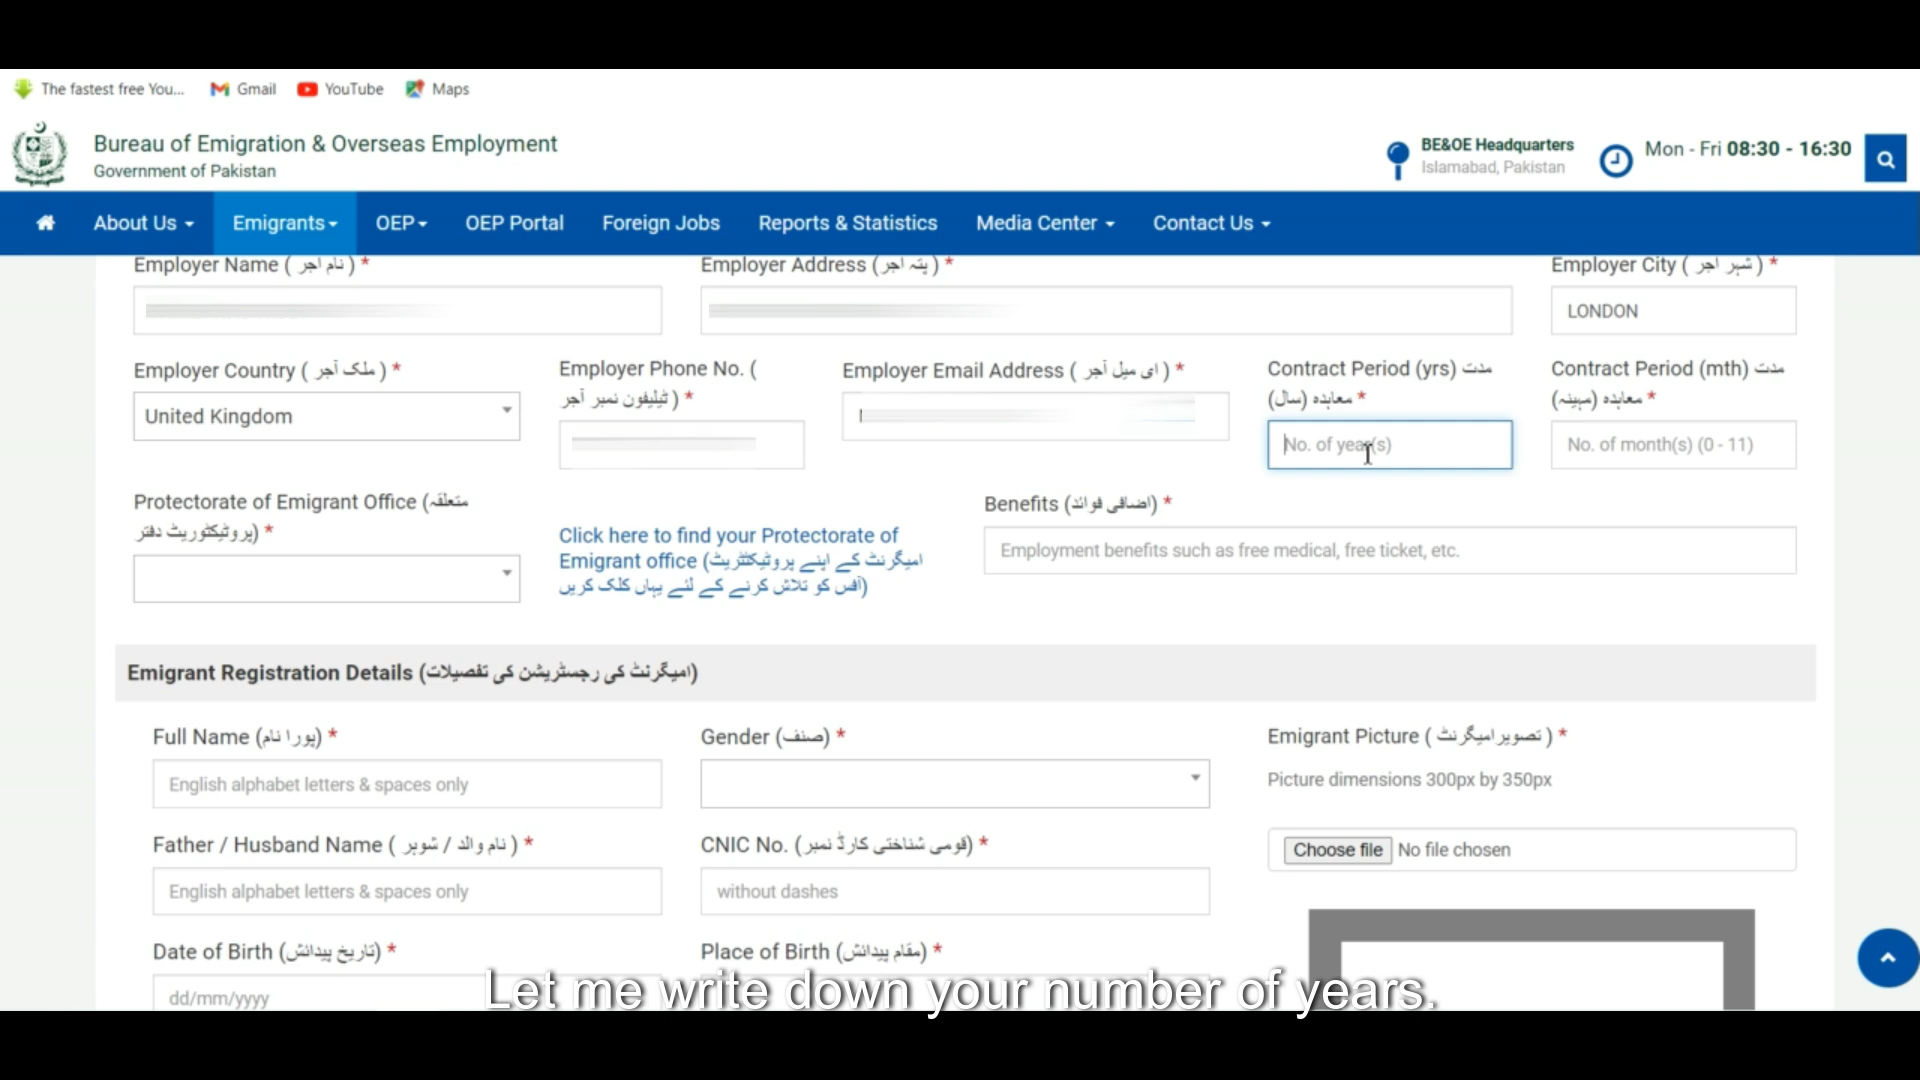 The fastest free You...
Gmail
YouTube
Maps
Bureau of Emigration & Overseas Employment
Government of Pakistan
BE&OE Headquarters
Islamabad, Pakistan
Mon - Fri 08:30 - 16:30
About Us
Emigrants
OEP
OEP Portal
Foreign Jobs
Reports & Statistics
Media Center
Contact Us
Employer Name ( نام آجر ) *
Employer Address (پتہ آجر ) *
Employer City ( شہر آجر ) *
LONDON
Employer Country ( ملک آجر ) *
United Kingdom
Employer Phone No. (
ٹیلیفون نمبر آجر ) *
Employer Email Address ( ای میل آجر ) *
Contract Period (yrs) مدت
معاہدہ (سال) *
No. of year(s)
Contract Period (mth) مدت
معاہدہ (مہینہ) *
No. of month(s) (0 - 11)
Protectorate of Emigrant Office (متعلقہ
پروٹیکٹوریٹ دفتر) *
Click here to find your Protectorate of
Emigrant office (امیگرنٹ کے اپنے پروٹیکٹٹریٹ
آفس کو تلاش کرنے کے لئے یہاں کلک کریں)
Benefits (اضافی فوائد) *
Employment benefits such as free medical, free ticket, etc.
Emigrant Registration Details (امیگرنٹ کی رجسٹریشن کی تفصیلات)
Full Name (پورا نام) *
English alphabet letters & spaces only
Gender (صنف) *
Emigrant Picture ( تصویرامیگرنٹ ) *
Picture dimensions 300px by 350px
Choose file No file chosen
Father / Husband Name ( نام والد / شوہر ) *
English alphabet letters & spaces only
CNIC No. (قومی شناختی کارڈ نمبر) *
without dashes
Date of Birth (تاریخ پیدائش) *
dd/mm/yyyy
Place of Birth (مقام پیدائش) *
Let me write down your number of years.